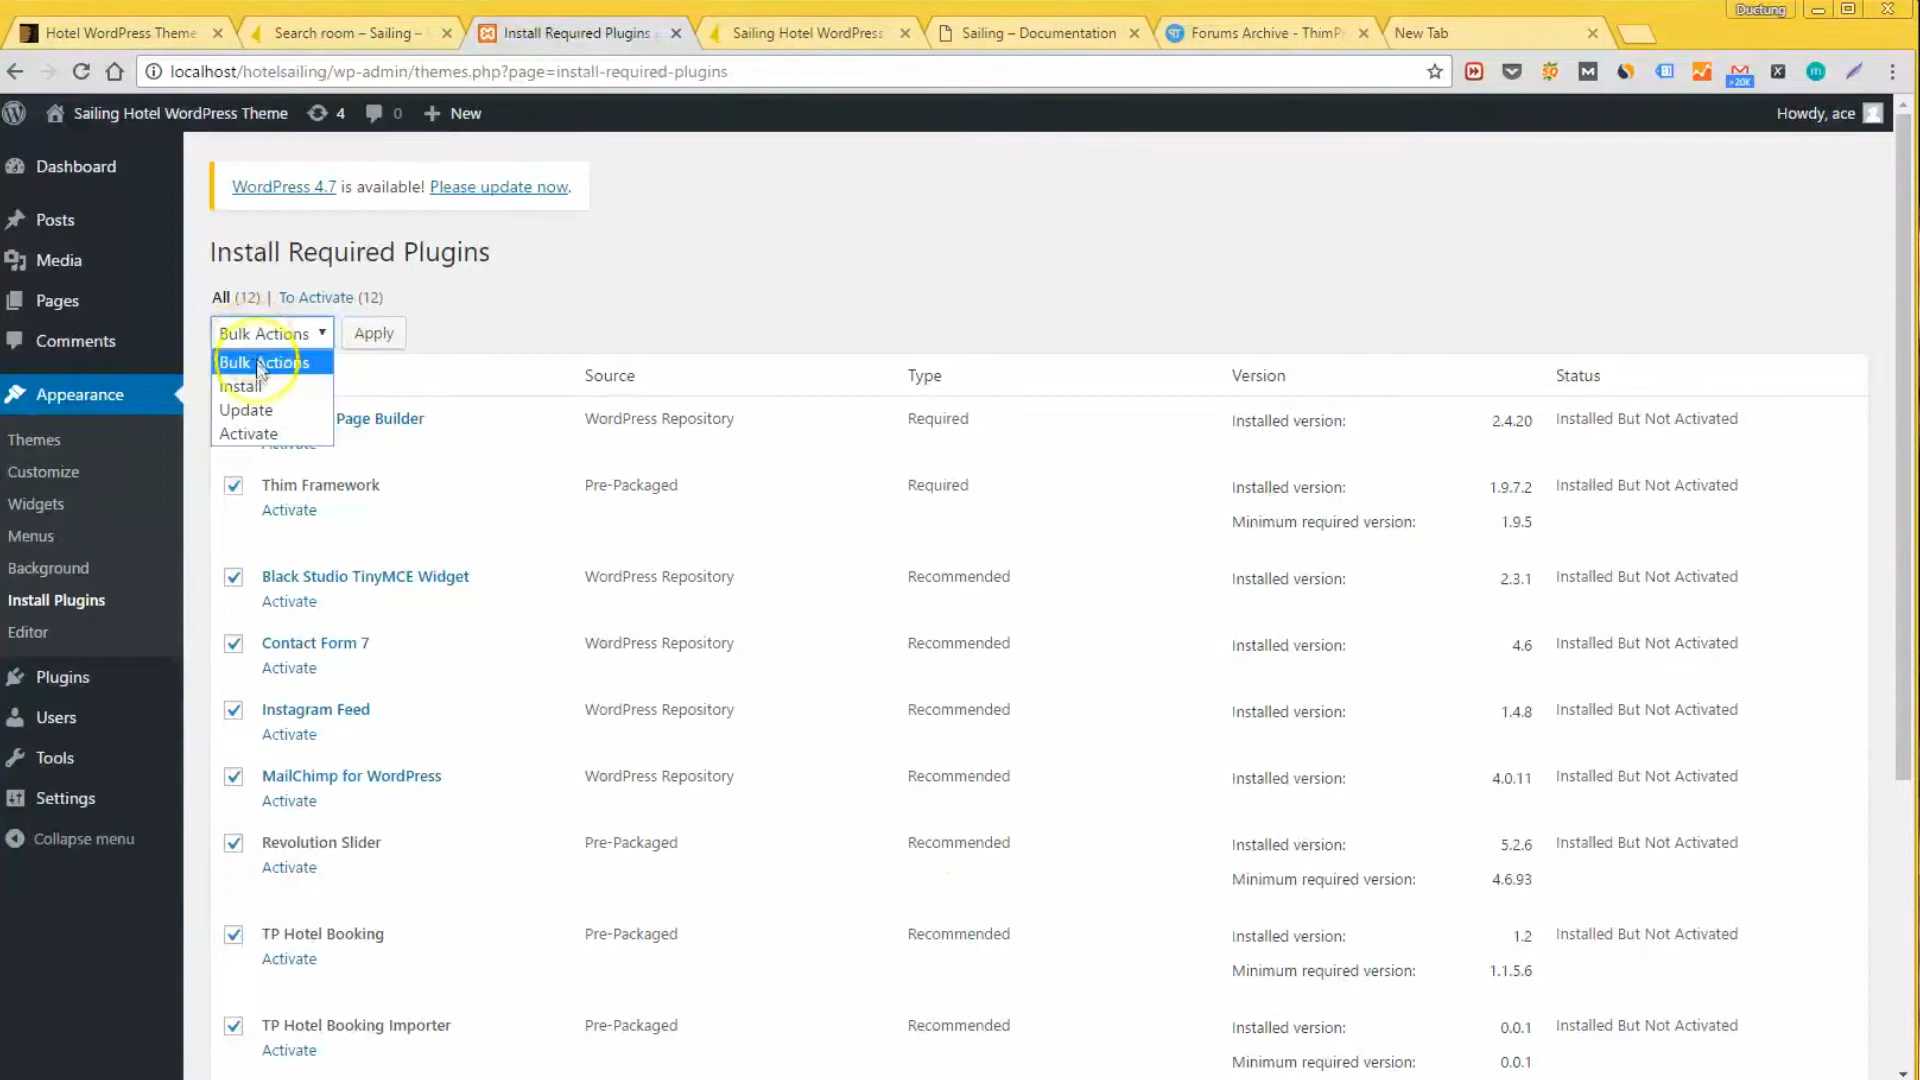 Ductung
Hotel WordPress Theme
Search room – Sailing –
Install Required Plugins
Sailing Hotel WordPress
Sailing – Documentation
Forums Archive - ThimP
New Tab
localhost/hotelsailing/wp-admin/themes.php?page=install-required-plugins
>20K
Sailing Hotel WordPress Theme 4 0 New
Howdy, ace
Dashboard
Posts
Media
Pages
Comments
Appearance
Themes
Customize
Widgets
Menus
Background
Install Plugins
Editor
Plugins
Users
Tools
Settings
Collapse menu
WordPress 4.7 is available! Please update now.
Install Required Plugins
All (12) | To Activate (12)
Bulk Actions Apply
Bulk Actions
Install
Update
Activate
Source Type Version Status
Page Builder WordPress Repository Required Installed version: 2.4.20 Installed But Not Activated
Thim Framework Pre-Packaged Required Installed version: 1.9.7.2 Installed But Not Activated
Activate Minimum required version: 1.9.5
Black Studio TinyMCE Widget WordPress Repository Recommended Installed version: 2.3.1 Installed But Not Activated
Activate
Contact Form 7 WordPress Repository Recommended Installed version: 4.6 Installed But Not Activated
Activate
Instagram Feed WordPress Repository Recommended Installed version: 1.4.8 Installed But Not Activated
Activate
MailChimp for WordPress WordPress Repository Recommended Installed version: 4.0.11 Installed But Not Activated
Activate
Revolution Slider Pre-Packaged Recommended Installed version: 5.2.6 Installed But Not Activated
Activate Minimum required version: 4.6.93
TP Hotel Booking Pre-Packaged Recommended Installed version: 1.2 Installed But Not Activated
Activate Minimum required version: 1.1.5.6
TP Hotel Booking Importer Pre-Packaged Recommended Installed version: 0.0.1 Installed But Not Activated
Activate Minimum required version: 0.0.1